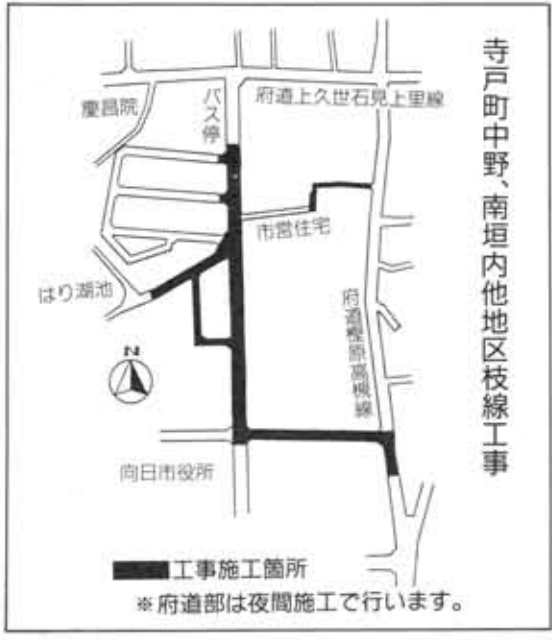 寺戸町中野、南垣内他地区枝線工事
府道上久世石見上里線
バス停
慶昌院
市営住宅
はり湖池
府道樫原高槻線
N
向日市役所
工事施工箇所
※府道部は夜間施工で行います。